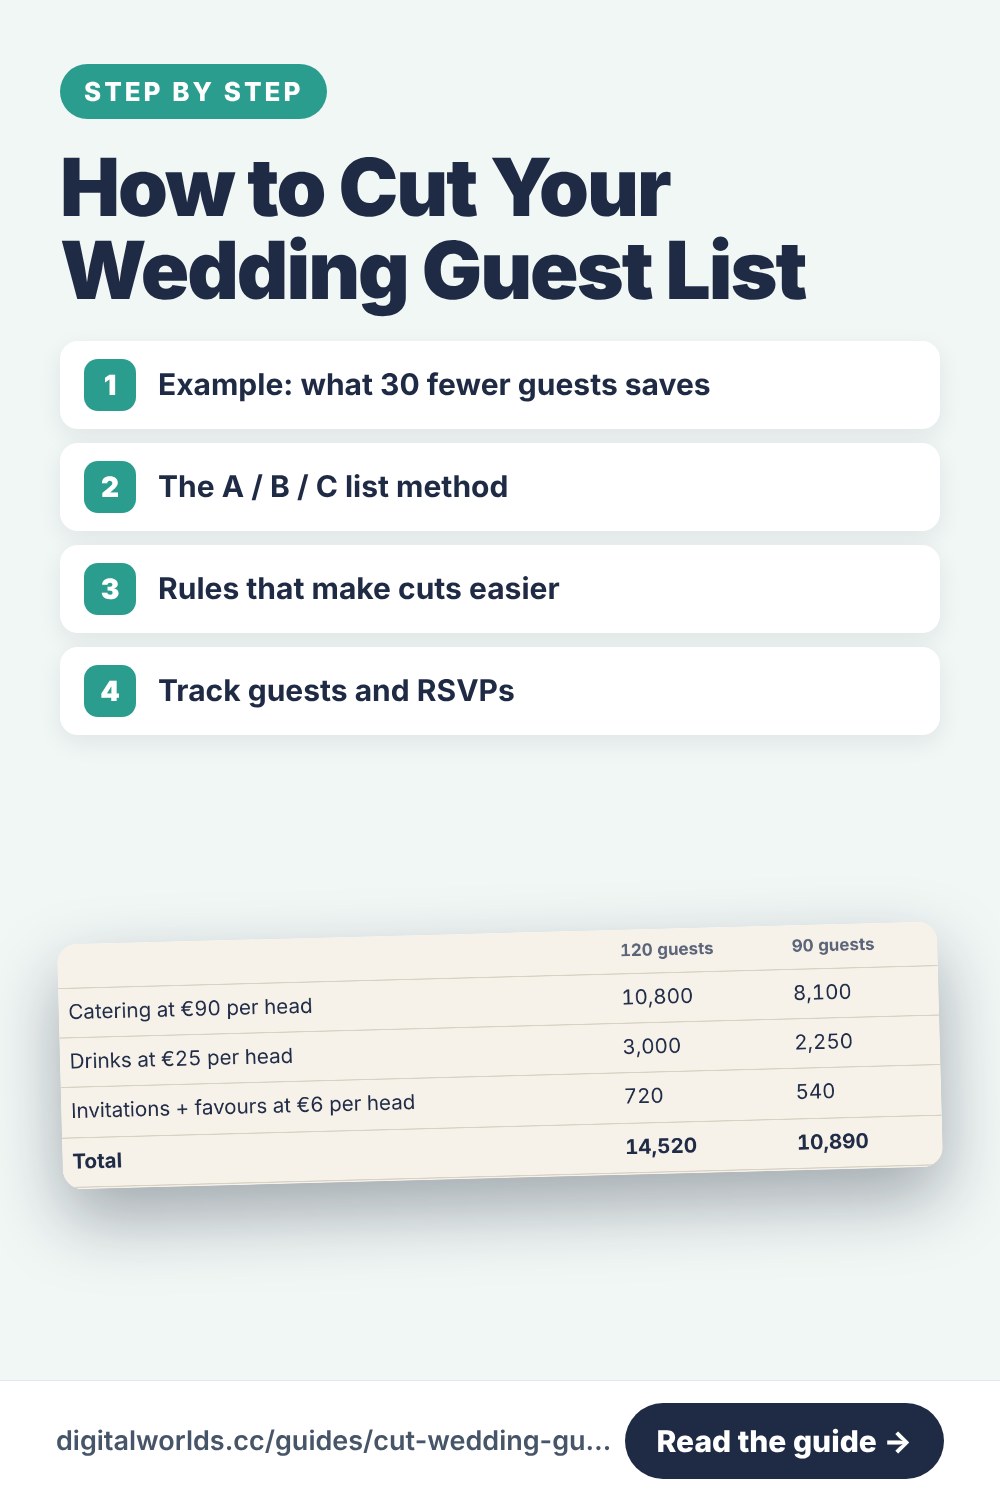 STEP BY STEP
How to Cut Your
Wedding Guest List
1 Example: what 30 fewer guests saves
2 The A / B / C list method
3 Rules that make cuts easier
4 Track guests and RSVPs
120 guests 90 guests
Catering at €90 per head 10,800 8,100
Drinks at €25 per head 3,000 2,250
Invitations + favours at €6 per head 720 540
Total 14,520 10,890
digitalworlds.cc/guides/cut-wedding-gu... Read the guide →